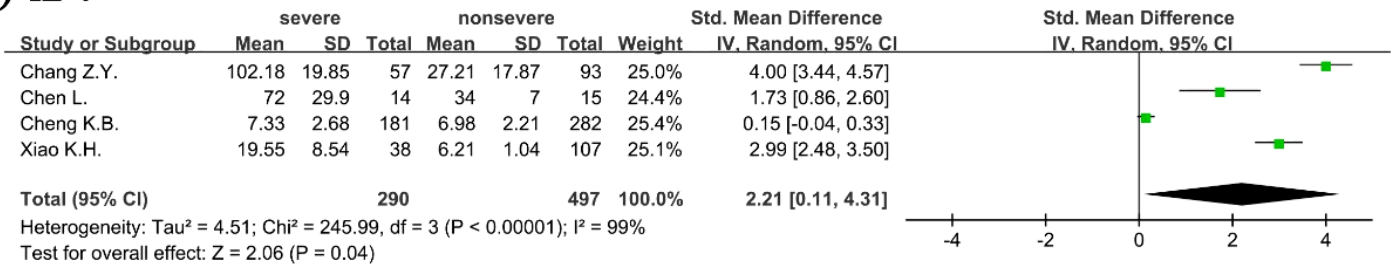 severe nonsevere Std. Mean Difference Std. Mean Difference
Study or Subgroup Mean SD Total Mean SD Total Weight IV, Random, 95% CI IV, Random, 95% CI
Chang Z.Y. 102.18 19.85 57 27.21 17.87 93 25.0% 4.00 [3.44, 4.57]
Chen L. 72 29.9 14 34 7 15 24.4% 1.73 [0.86, 2.60]
Cheng K.B. 7.33 2.68 181 6.98 2.21 282 25.4% 0.15 [-0.04, 0.33]
Xiao K.H. 19.55 8.54 38 6.21 1.04 107 25.1% 2.99 [2.48, 3.50]
Total (95% CI) 290 497 100.0% 2.21 [0.11, 4.31]
Heterogeneity: Tau² = 4.51; Chi² = 245.99, df = 3 (P < 0.00001); I² = 99%
Test for overall effect: Z = 2.06 (P = 0.04)
-4 -2 0 2 4